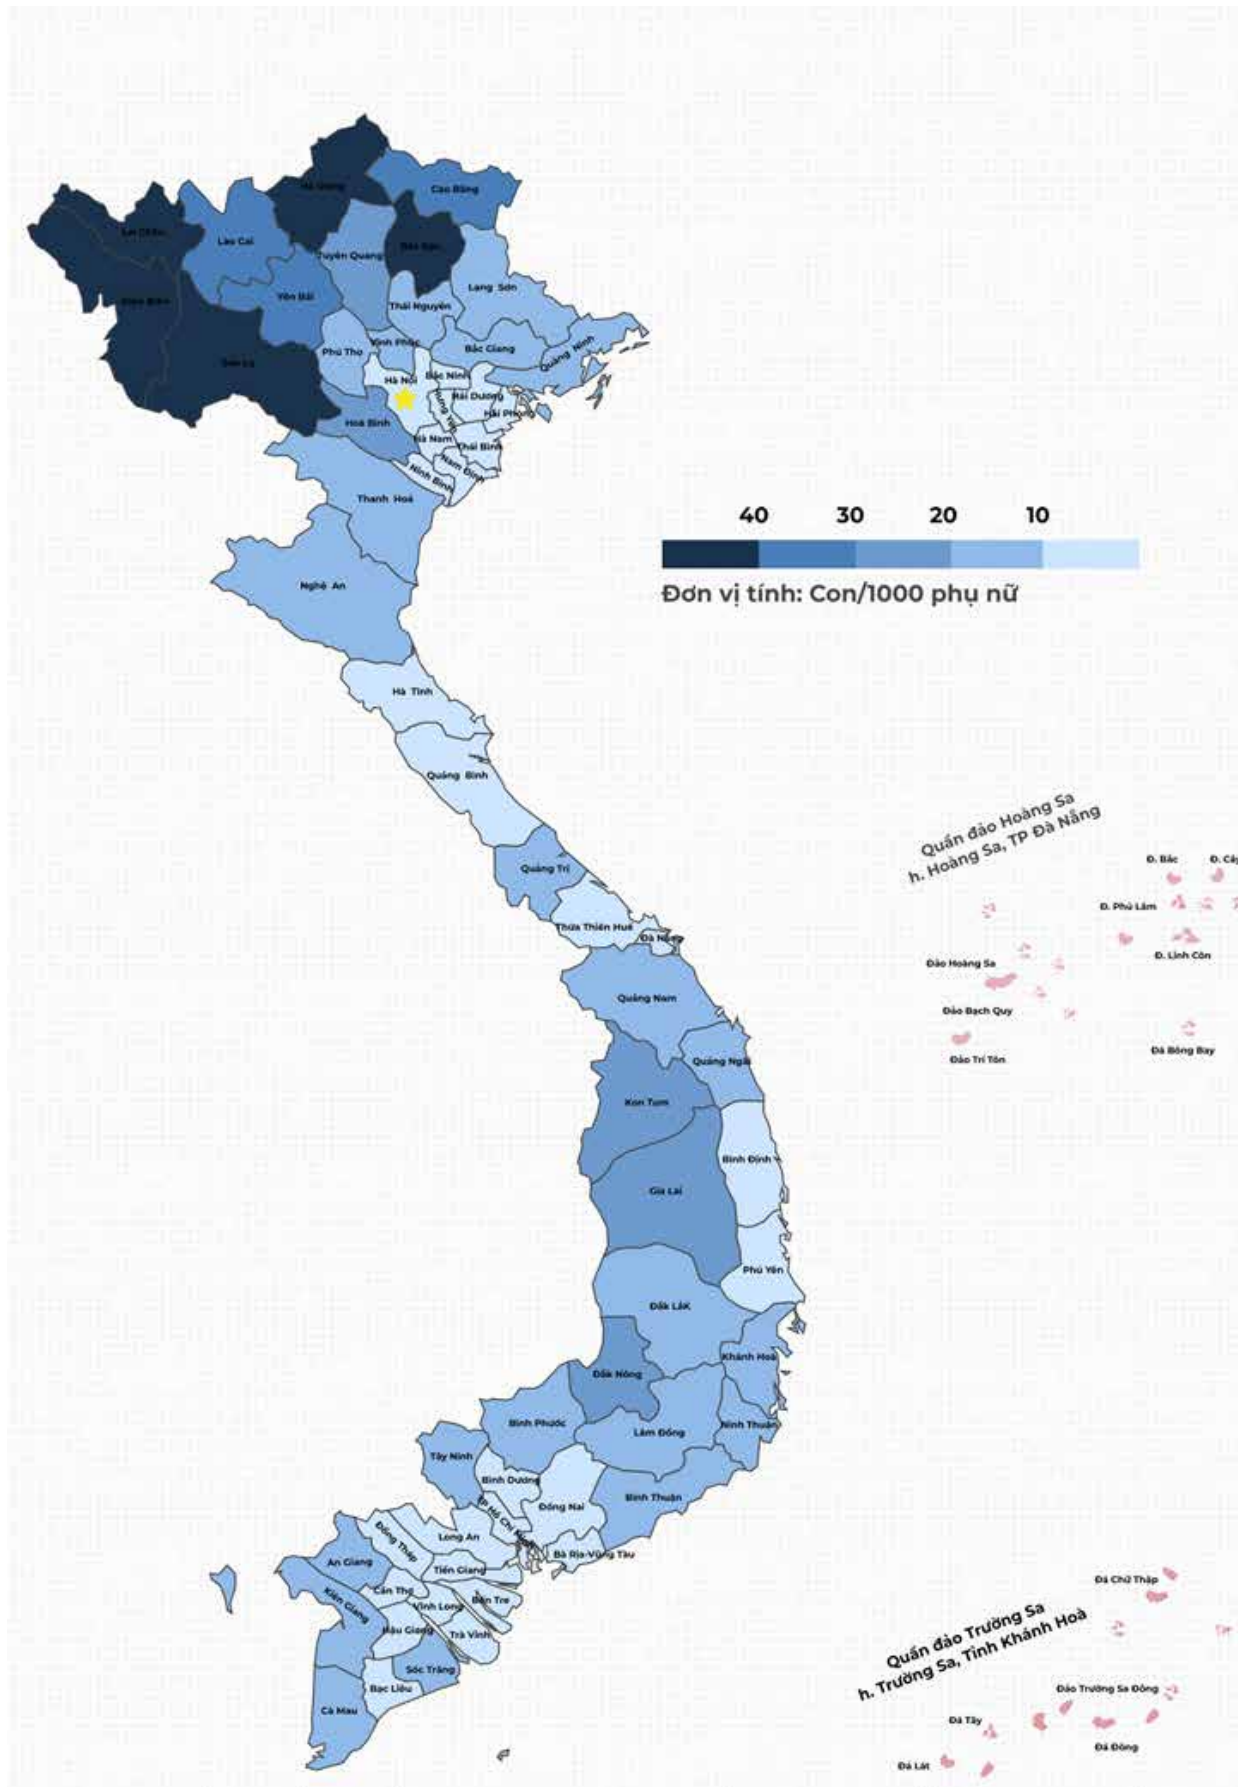 Hà Giang
Cao Bằng
Lai Châu
Lào Cai
Tuyên Quang
Bắc Kạn
Điện Biên
Yên Bái
Lạng Sơn
Thái Nguyên
Sơn La
Phú Thọ
Vĩnh Phúc
Bắc Giang
Quảng Ninh
Hà Nội
Bắc Ninh
Hải Dương
Hưng Yên
Hải Phòng
Hoà Bình
Hà Nam
Thái Bình
Nam Định
Ninh Bình
Thanh Hoá
40 30 20 10
Đơn vị tính: Con/1000 phụ nữ
Nghệ An
Hà Tĩnh
Quảng Bình
Quảng Trị
Thừa Thiên Huế
Đà Nẵng
Quần đảo Hoàng Sa
h. Hoàng Sa, TP Đà Nẵng
Đ. Bắc
Đ. Cây
Đ. Phú Lâm
Đ. Linh Côn
Đảo Hoàng Sa
Đảo Bạch Quy
Đảo Tri Tôn
Đá Bông Bay
Quảng Nam
Quảng Ngãi
Kon Tum
Bình Định
Gia Lai
Phú Yên
Đắk LắK
Khánh Hoà
Đắk Nông
Bình Phước
Lâm Đồng
Ninh Thuận
Tây Ninh
Bình Dương
Đồng Nai
Bình Thuận
TP Hồ Chí Minh
Bà Rịa-Vũng Tàu
Long An
Đồng Tháp
An Giang
Tiền Giang
Cần Thơ
Vĩnh Long
Bến Tre
Kiên Giang
Hậu Giang
Trà Vinh
Sóc Trăng
Bạc Liêu
Cà Mau
Quần đảo Trường Sa
h. Trường Sa, Tỉnh Khánh Hoà
Đá Chữ Thập
Đảo Trường Sa Đông
Đá Tây
Đá Đông
Đá Lát